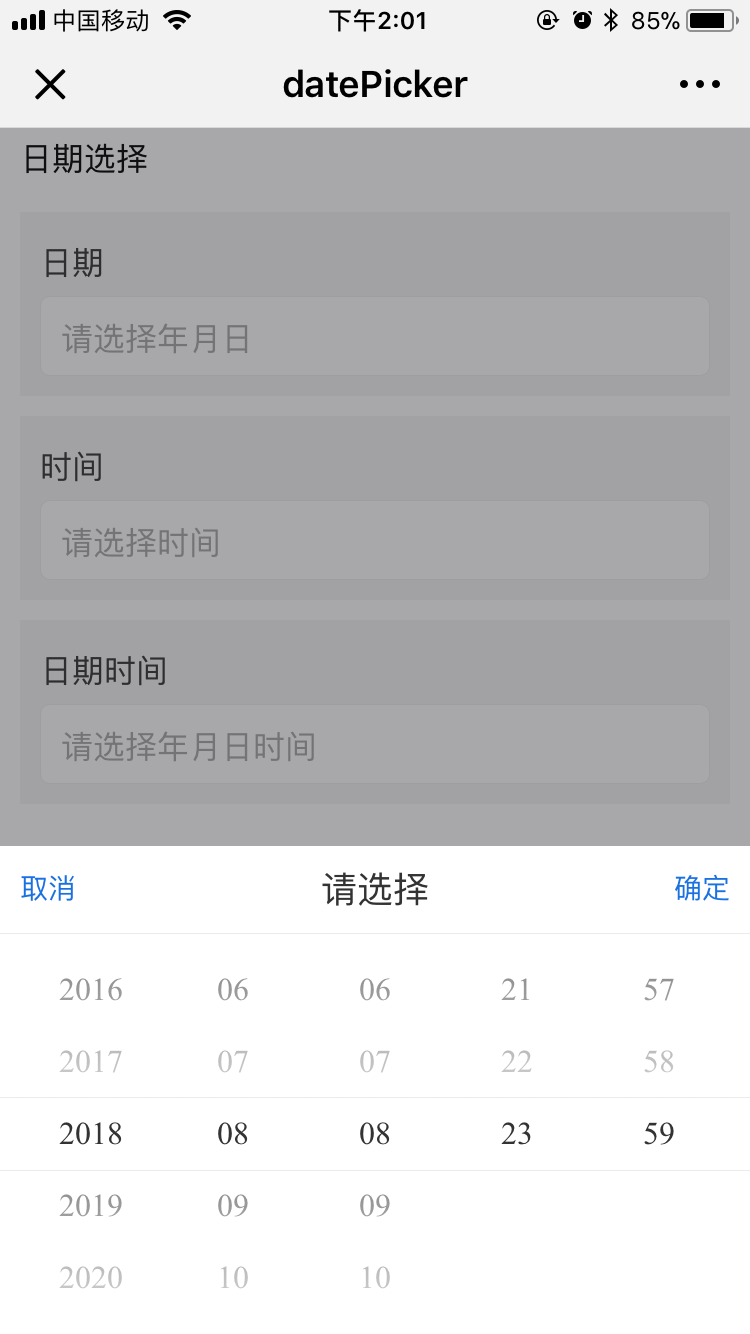 中国移动 下午2:01 85%
datePicker
日期选择
日期
请选择年月日
时间
请选择时间
日期时间
请选择年月日时间
取消 请选择 确定
2016 06 06 21 57
2017 07 07 22 58
2018 08 08 23 59
2019 09 09
2020 10 10